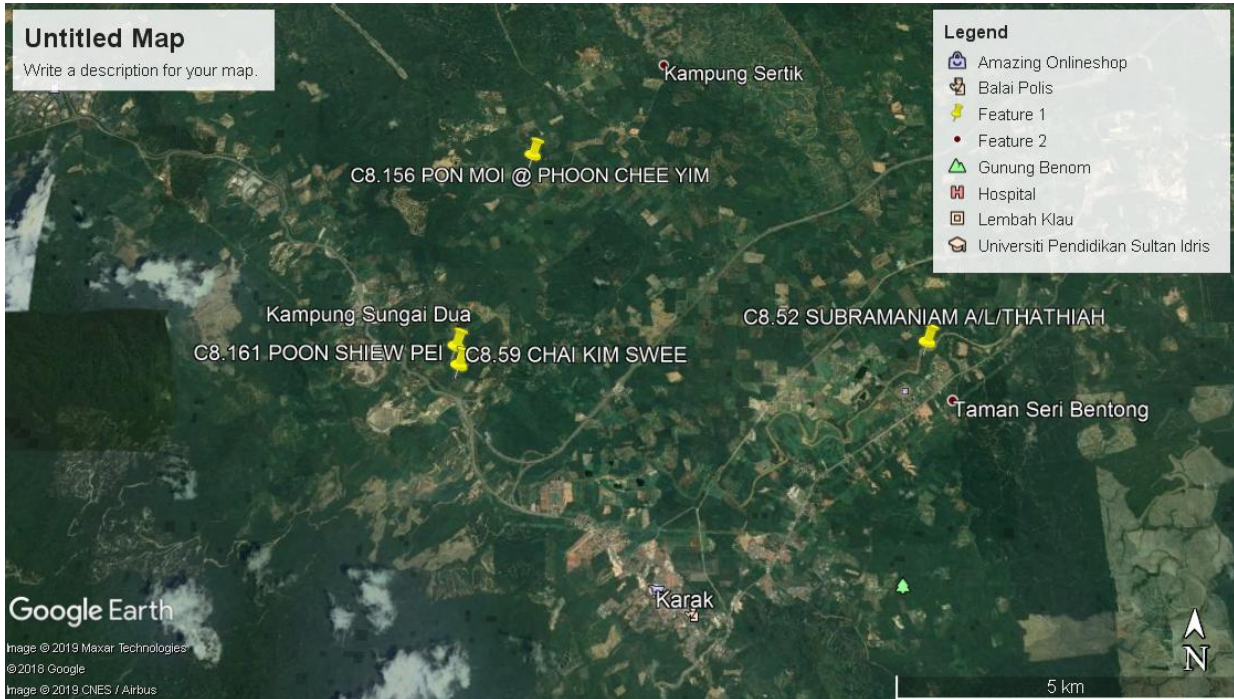 Untitled Map
Write a description for your map.
Legend
Amazing Onlineshop
Balai Polis
Feature 1
Feature 2
Gunung Benom
Hospital
Lembah Klau
Universiti Pendidikan Sultan Idris
Kampung Sertik
C8.156 PON MOI @ PHOON CHEE YIM
Kampung Sungai Dua
C8.52 SUBRAMANIAM A/L/THATHIAH
C8.161 POON SHIEW PEI
C8.59 CHAI KIM SWEE
Taman Seri Bentong
Karak
Google Earth
Image © 2019 Maxar Technologies
©2018 Google
Image © 2019 CNES / Airbus
N
5 km